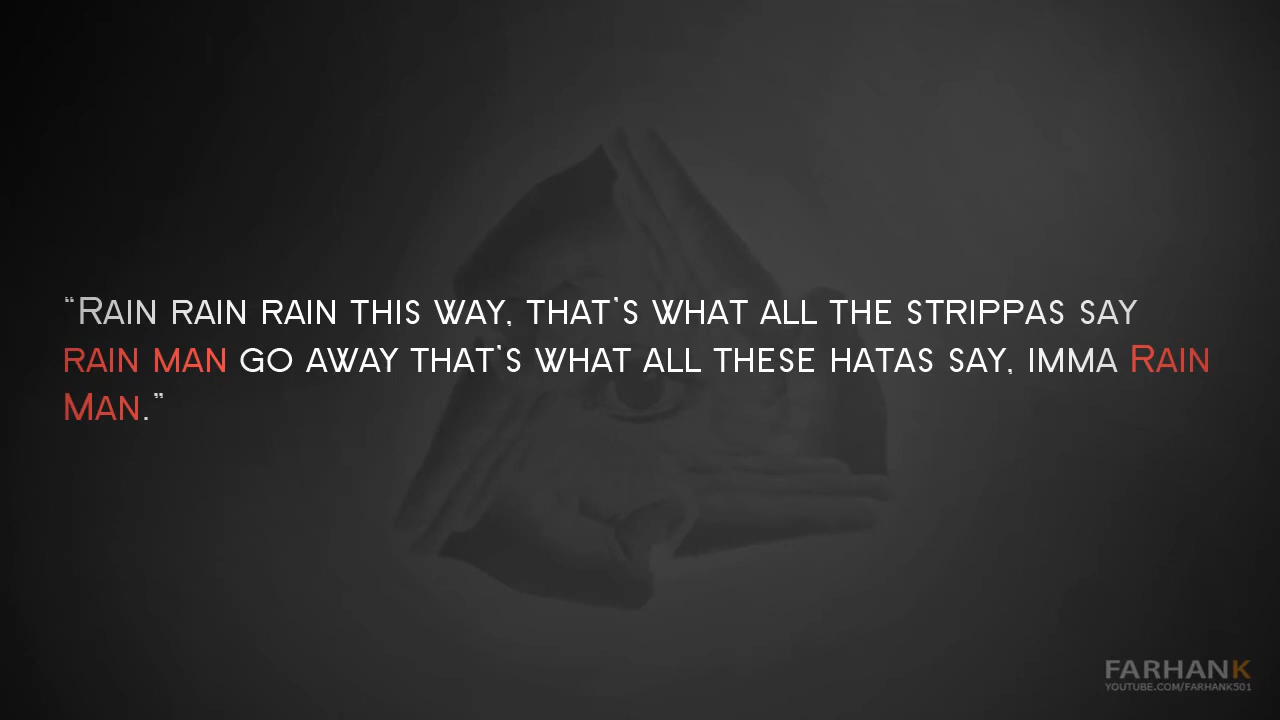 “Rain rain rain this way, that's what all the strippas say
rain man go away that's what all these hatas say, imma Rain
Man.”
FARHANK
YOUTUBE.COM/FARHANK501